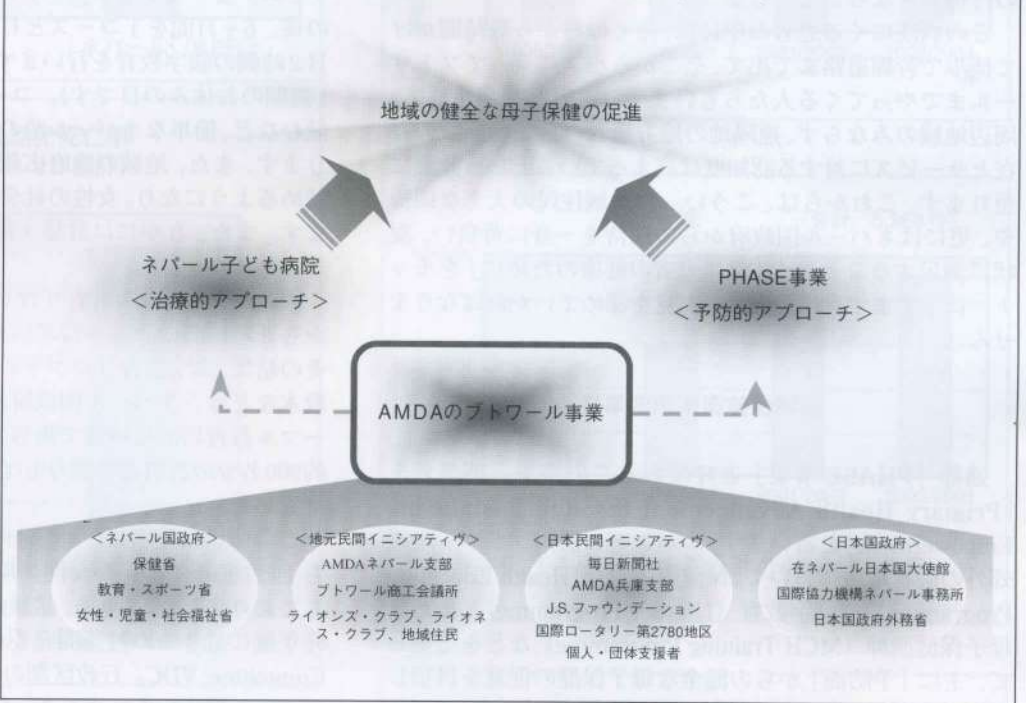 地域の健全な母子保健の促進
ネパール子ども病院
＜治療的アプローチ＞
PHASE事業
＜予防的アプローチ＞
AMDAのブトワール事業
＜ネパール国政府＞
保健省
教育・スポーツ省
女性・児童・社会福祉省
＜地元民間イニシアティヴ＞
AMDAネパール支部
ブトワール商工会議所
ライオンズ・クラブ、ライオネ
ス・クラブ、地域住民
＜日本民間イニシアティヴ＞
毎日新聞社
AMDA兵庫支部
J.S.ファウンデーション
国際ロータリー第2780地区
個人・団体支援者
＜日本国政府＞
在ネパール日本国大使館
国際協力機構ネパール事務所
日本国政府外務省